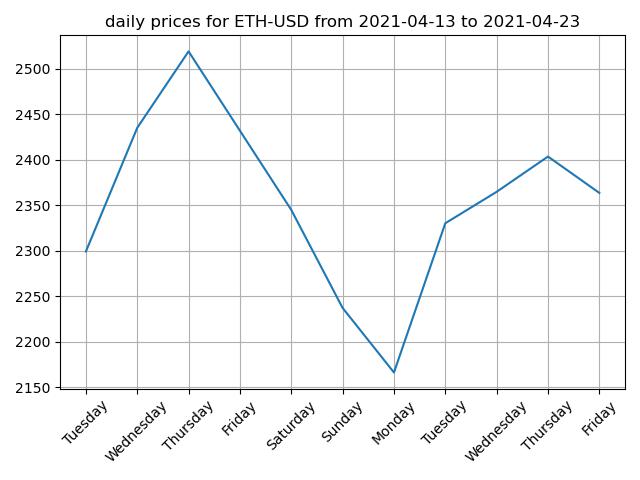 daily prices for ETH-USD from 2021-04-13 to 2021-04-23
2500
2450
2400
2350
2300
2250
2200
2150
Tuesday
Wednesday
Thursday
Friday
Saturday
Sunday
Monday
Tuesday
Wednesday
Thursday
Friday